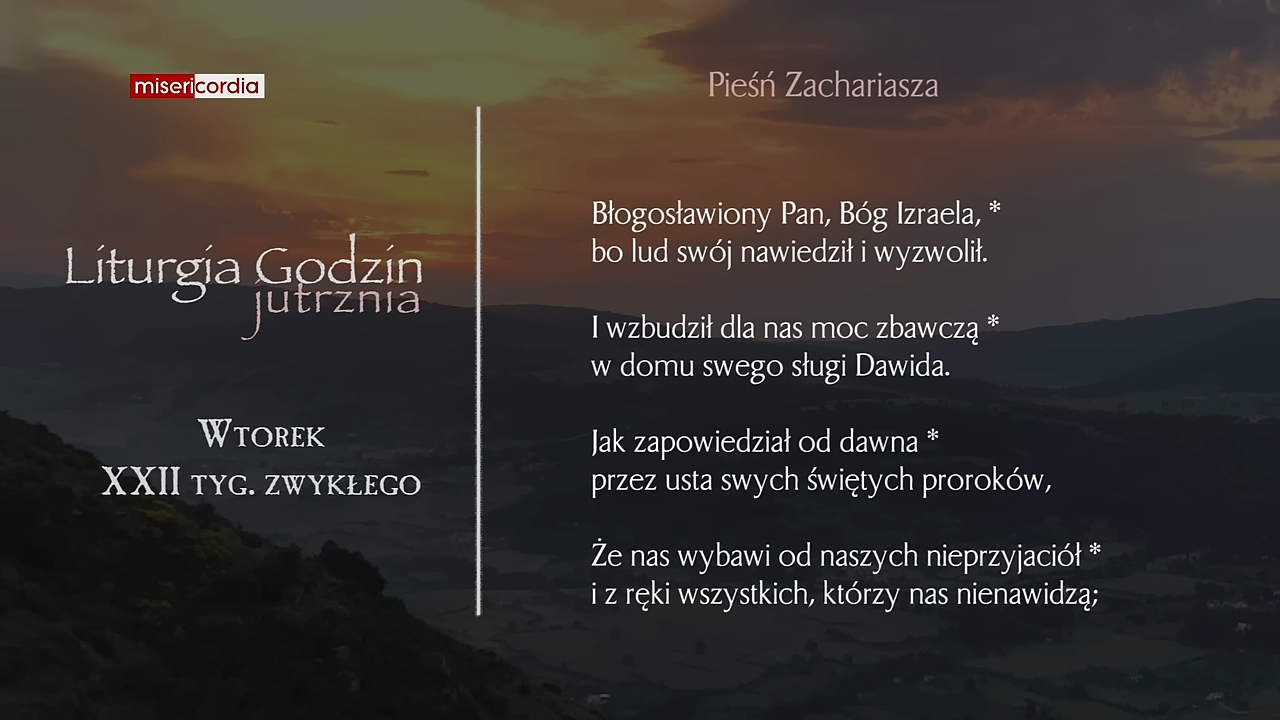 misericordia
Liturgia Godzin
jutrznia
Wtorek
XXII tyg. zwykłego
Pieśń Zachariasza
Błogosławiony Pan, Bóg Izraela, *
bo lud swój nawiedził i wyzwolił.
I wzbudził dla nas moc zbawczą *
w domu swego sługi Dawida.
Jak zapowiedział od dawna *
przez usta swych świętych proroków,
Że nas wybawi od naszych nieprzyjaciół *
i z ręki wszystkich, którzy nas nienawidzą;